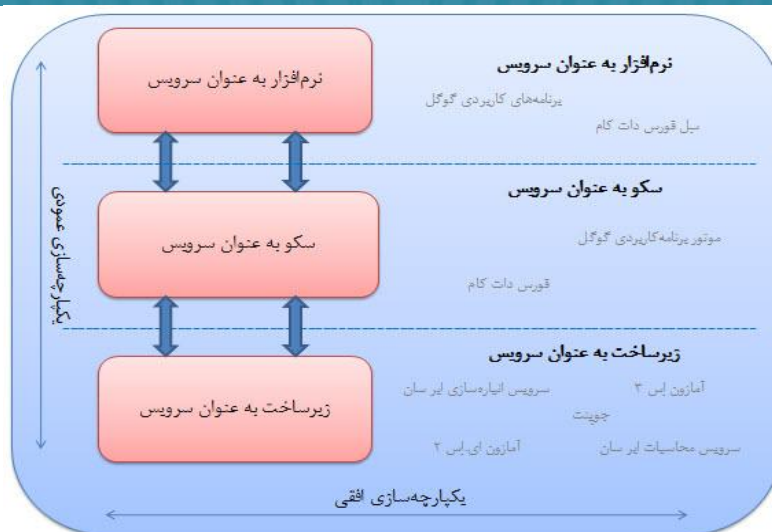 نرم‌افزار به عنوان سرویس
نرم‌افزار به عنوان سرویس
برنامه‌های کاربردی گوگل
سیل فورس دات کام
سکو به عنوان سرویس
سکو به عنوان سرویس
موتور برنامه‌کاربردی گوگل
فورس دات کام
زیرساخت به عنوان سرویس
زیرساخت به عنوان سرویس
آمازون اِس ۳
سرویس انباره‌سازی ابر سان
جوینت
سرویس محاسبات ابر سان
آمازون ای.اِس ۲
یکپارچه‌سازی عمودی
یکپارچه‌سازی افقی